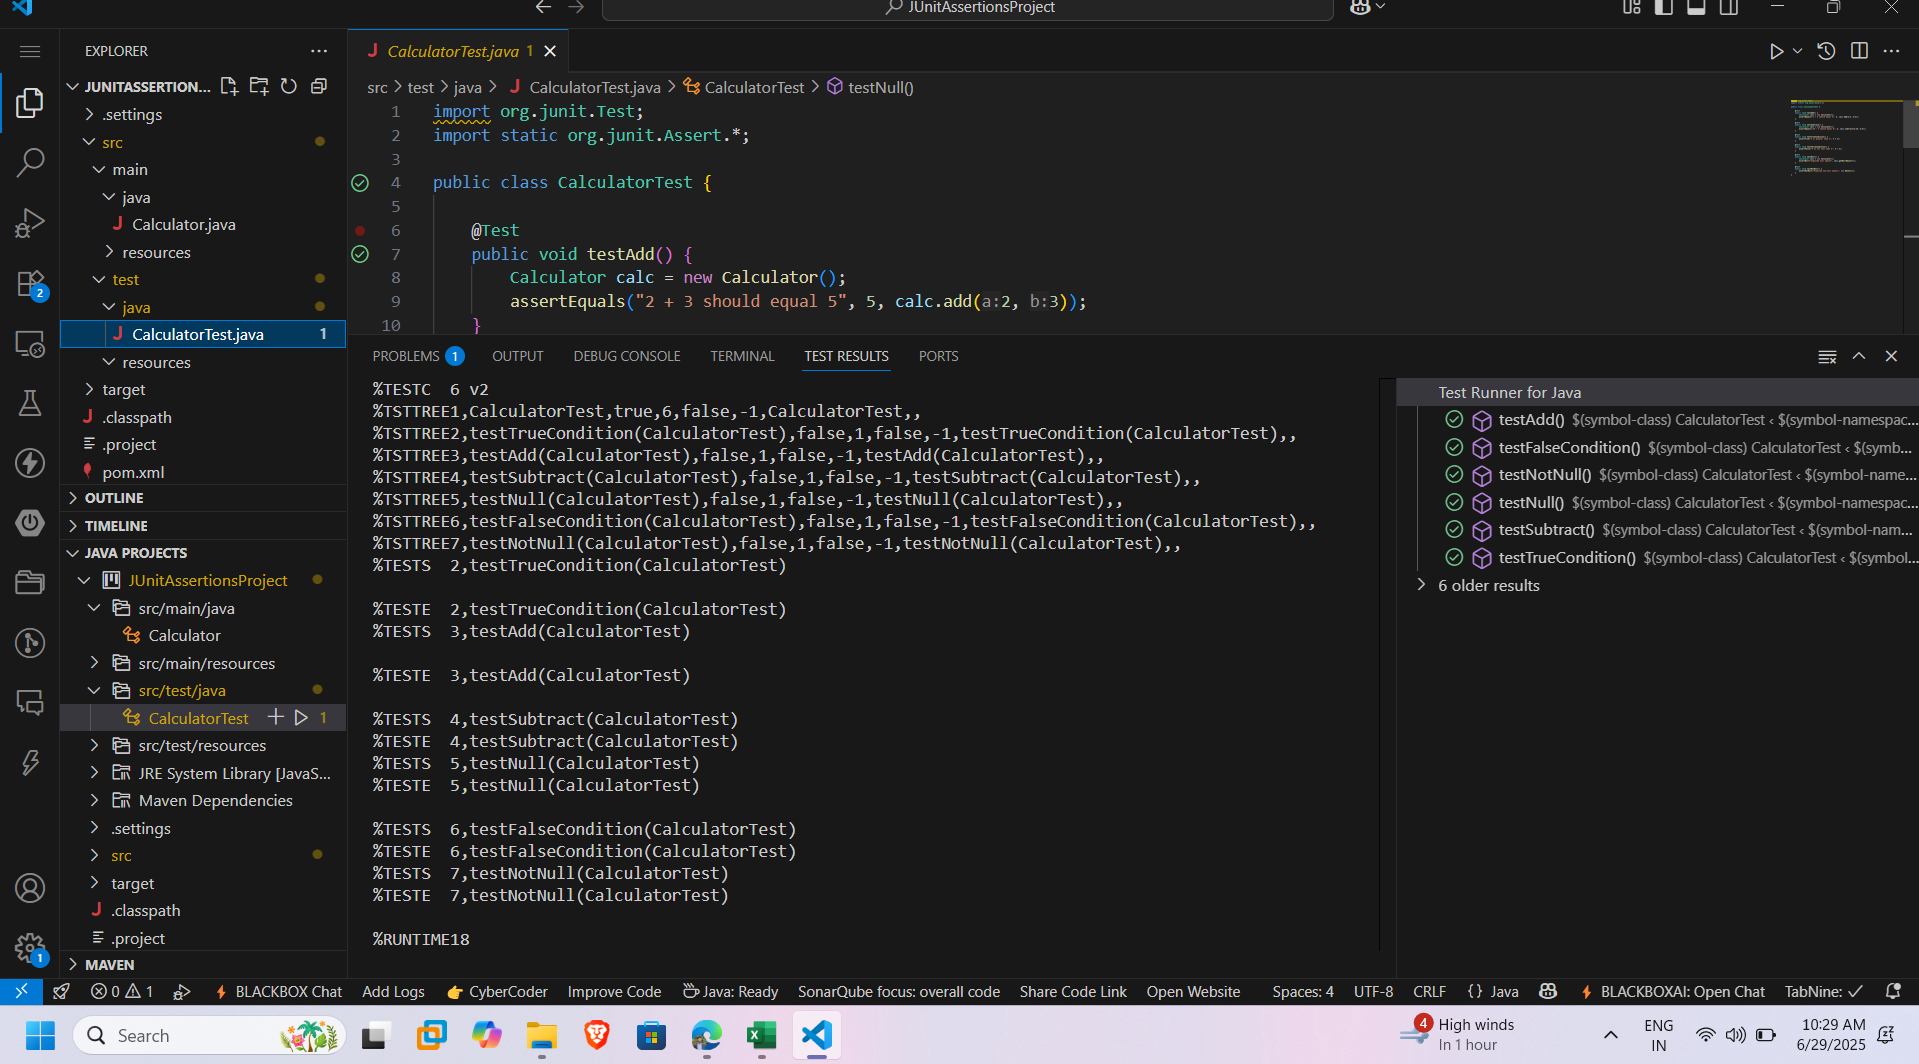 JUnitAssertionsProject
EXPLORER
JUNITASSERTION...
.settings
src
main
java
Calculator.java
resources
test
java
CalculatorTest.java 1
resources
target
.classpath
.project
pom.xml
OUTLINE
TIMELINE
JAVA PROJECTS
JUnitAssertionsProject
src/main/java
Calculator
src/main/resources
src/test/java
CalculatorTest 1
src/test/resources
JRE System Library [JavaS...
Maven Dependencies
.settings
src
target
.classpath
.project
MAVEN
2
1
CalculatorTest.java 1
src > test > java > CalculatorTest.java > CalculatorTest > testNull()
1 import org.junit.Test;
2 import static org.junit.Assert.*;
3
4 public class CalculatorTest {
5
6 @Test
7 public void testAdd() {
8 Calculator calc = new Calculator();
9 assertEquals("2 + 3 should equal 5", 5, calc.add(a:2, b:3));
10 }
PROBLEMS 1 OUTPUT DEBUG CONSOLE TERMINAL TEST RESULTS PORTS
%TESTC 6 v2
%TSTTREE1,CalculatorTest,true,6,false,-1,CalculatorTest,,
%TSTTREE2,testTrueCondition(CalculatorTest),false,1,false,-1,testTrueCondition(CalculatorTest),,
%TSTTREE3,testAdd(CalculatorTest),false,1,false,-1,testAdd(CalculatorTest),,
%TSTTREE4,testSubtract(CalculatorTest),false,1,false,-1,testSubtract(CalculatorTest),,
%TSTTREE5,testNull(CalculatorTest),false,1,false,-1,testNull(CalculatorTest),,
%TSTTREE6,testFalseCondition(CalculatorTest),false,1,false,-1,testFalseCondition(CalculatorTest),,
%TSTTREE7,testNotNull(CalculatorTest),false,1,false,-1,testNotNull(CalculatorTest),,
%TESTS 2,testTrueCondition(CalculatorTest)
%TESTE 2,testTrueCondition(CalculatorTest)
%TESTS 3,testAdd(CalculatorTest)
%TESTE 3,testAdd(CalculatorTest)
%TESTS 4,testSubtract(CalculatorTest)
%TESTE 4,testSubtract(CalculatorTest)
%TESTS 5,testNull(CalculatorTest)
%TESTE 5,testNull(CalculatorTest)
%TESTS 6,testFalseCondition(CalculatorTest)
%TESTE 6,testFalseCondition(CalculatorTest)
%TESTS 7,testNotNull(CalculatorTest)
%TESTE 7,testNotNull(CalculatorTest)
%RUNTIME18
Test Runner for Java
testAdd() $(symbol-class) CalculatorTest ‹ $(symbol-namespac...
testFalseCondition() $(symbol-class) CalculatorTest ‹ $(symb...
testNotNull() $(symbol-class) CalculatorTest ‹ $(symbol-name...
testNull() $(symbol-class) CalculatorTest ‹ $(symbol-namespac...
testSubtract() $(symbol-class) CalculatorTest ‹ $(symbol-nam...
testTrueCondition() $(symbol-class) CalculatorTest ‹ $(symbol...
6 older results
0 1 BLACKBOX Chat Add Logs CyberCoder Improve Code Java: Ready SonarQube focus: overall code Share Code Link Open Website Spaces: 4 UTF-8 CRLF {} Java BLACKBOXAI: Open Chat TabNine: ✓
Search
4 High winds
In 1 hour
ENG
IN
10:29 AM
6/29/2025